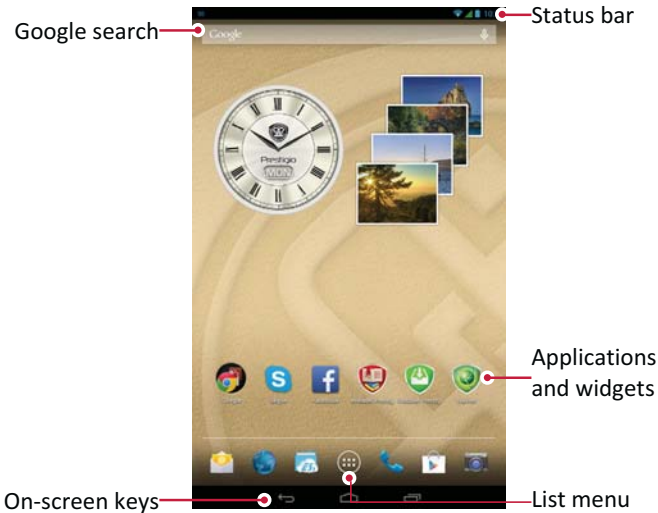 Status bar
Google search
Google
Prestigio
MON
S
f
Applications
and widgets
On-screen keys
List menu